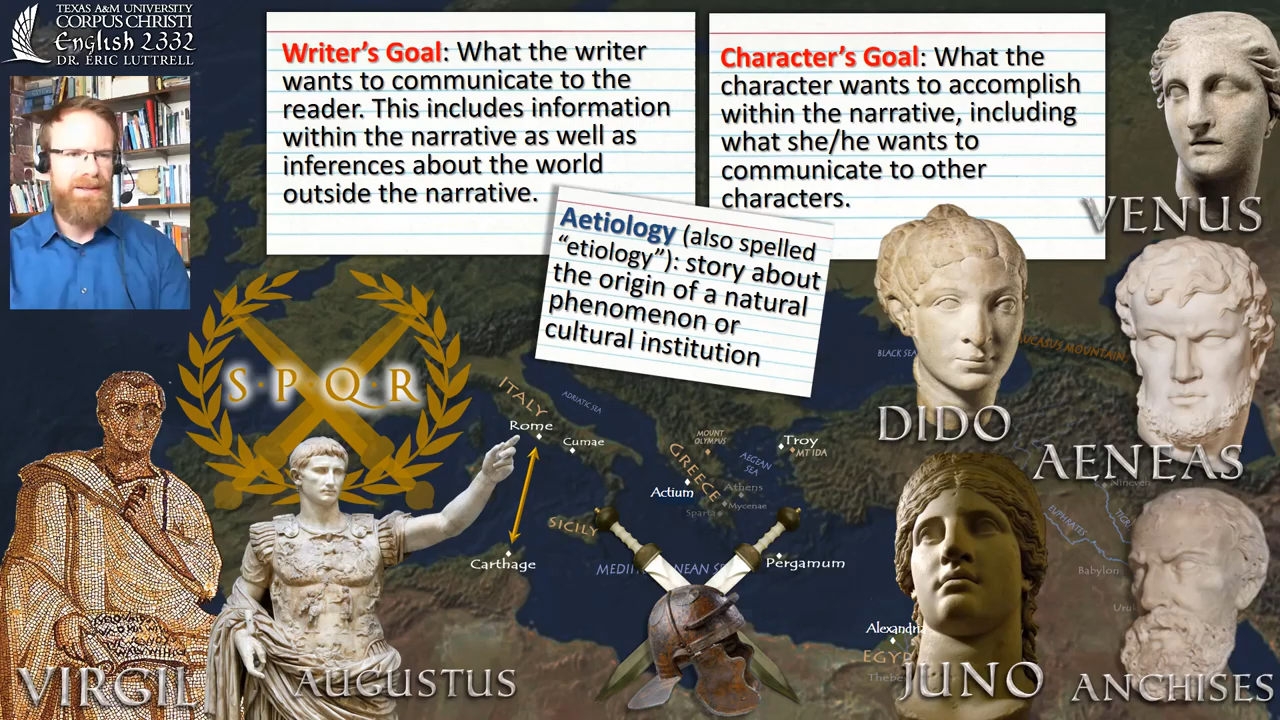 TEXAS A&M UNIVERSITY
CORPUS CHRISTI
English 2332
DR. ERIC LUTTRELL
Writer's Goal: What the writer
wants to communicate to the
reader. This includes information
within the narrative as well as
inferences about the world
outside the narrative.
Character's Goal: What the
character wants to accomplish
within the narrative, including
what she/he wants to
communicate to other
characters.
Aetiology (also spelled
"etiology"): story about
the origin of a natural
phenomenon or
cultural institution
VENUS
DIDO
AENEAS
JUNO
ANCHISES
VIRGIL
AUGUSTUS
S·P·Q·R
ITALY
ADRIATIC SEA
Rome
Cumae
MOUNT
OLYMPUS
GREECE
AEGEAN
SEA
Troy
MT IDA
BLACK SEA
Actium
Athens
Mycenae
SICILY
Carthage
Pergamum
EUPHRATES
Nineveh
Babylon